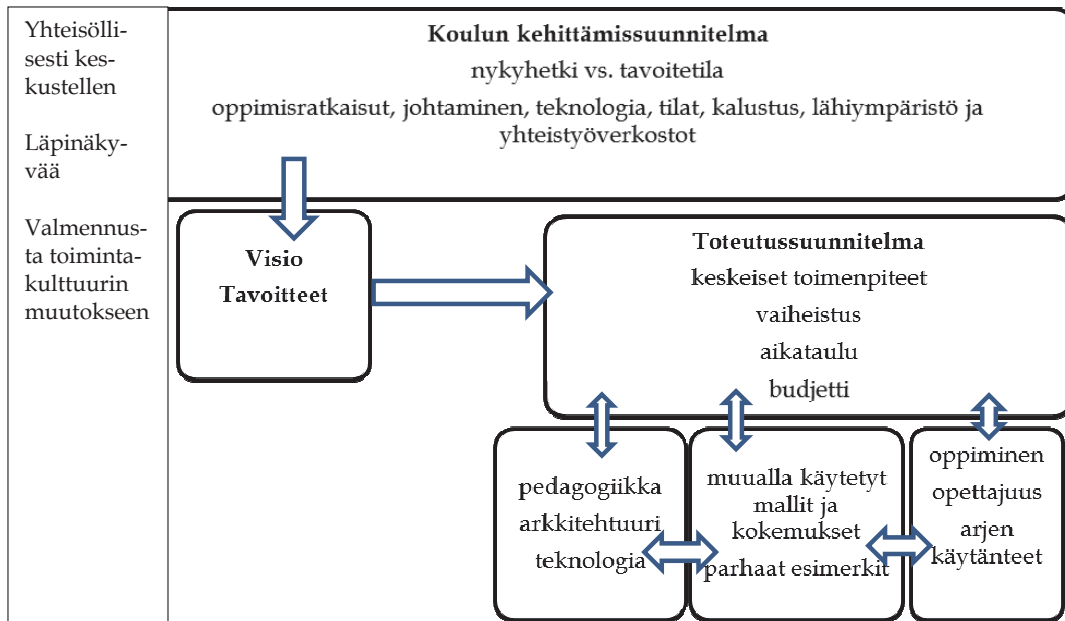 Yhteisölli-
sesti kes-
kustellen
Läpinäky-
vää
Valmennus-
ta toiminta-
kulttuurin
muutokseen
Koulun kehittämissuunnitelma
nykyhetki vs. tavoitetila
oppimisratkaisut, johtaminen, teknologia, tilat, kalustus, lähiympäristö ja
yhteistyöverkostot
Visio
Tavoitteet
Toteutussuunnitelma
keskeiset toimenpiteet
vaiheistus
aikataulu
budjetti
pedagogiikka
arkkitehtuuri
teknologia
muualla käytetyt
mallit ja
kokemukset
parhaat esimerkit
oppiminen
opettajuus
arjen
käytänteet